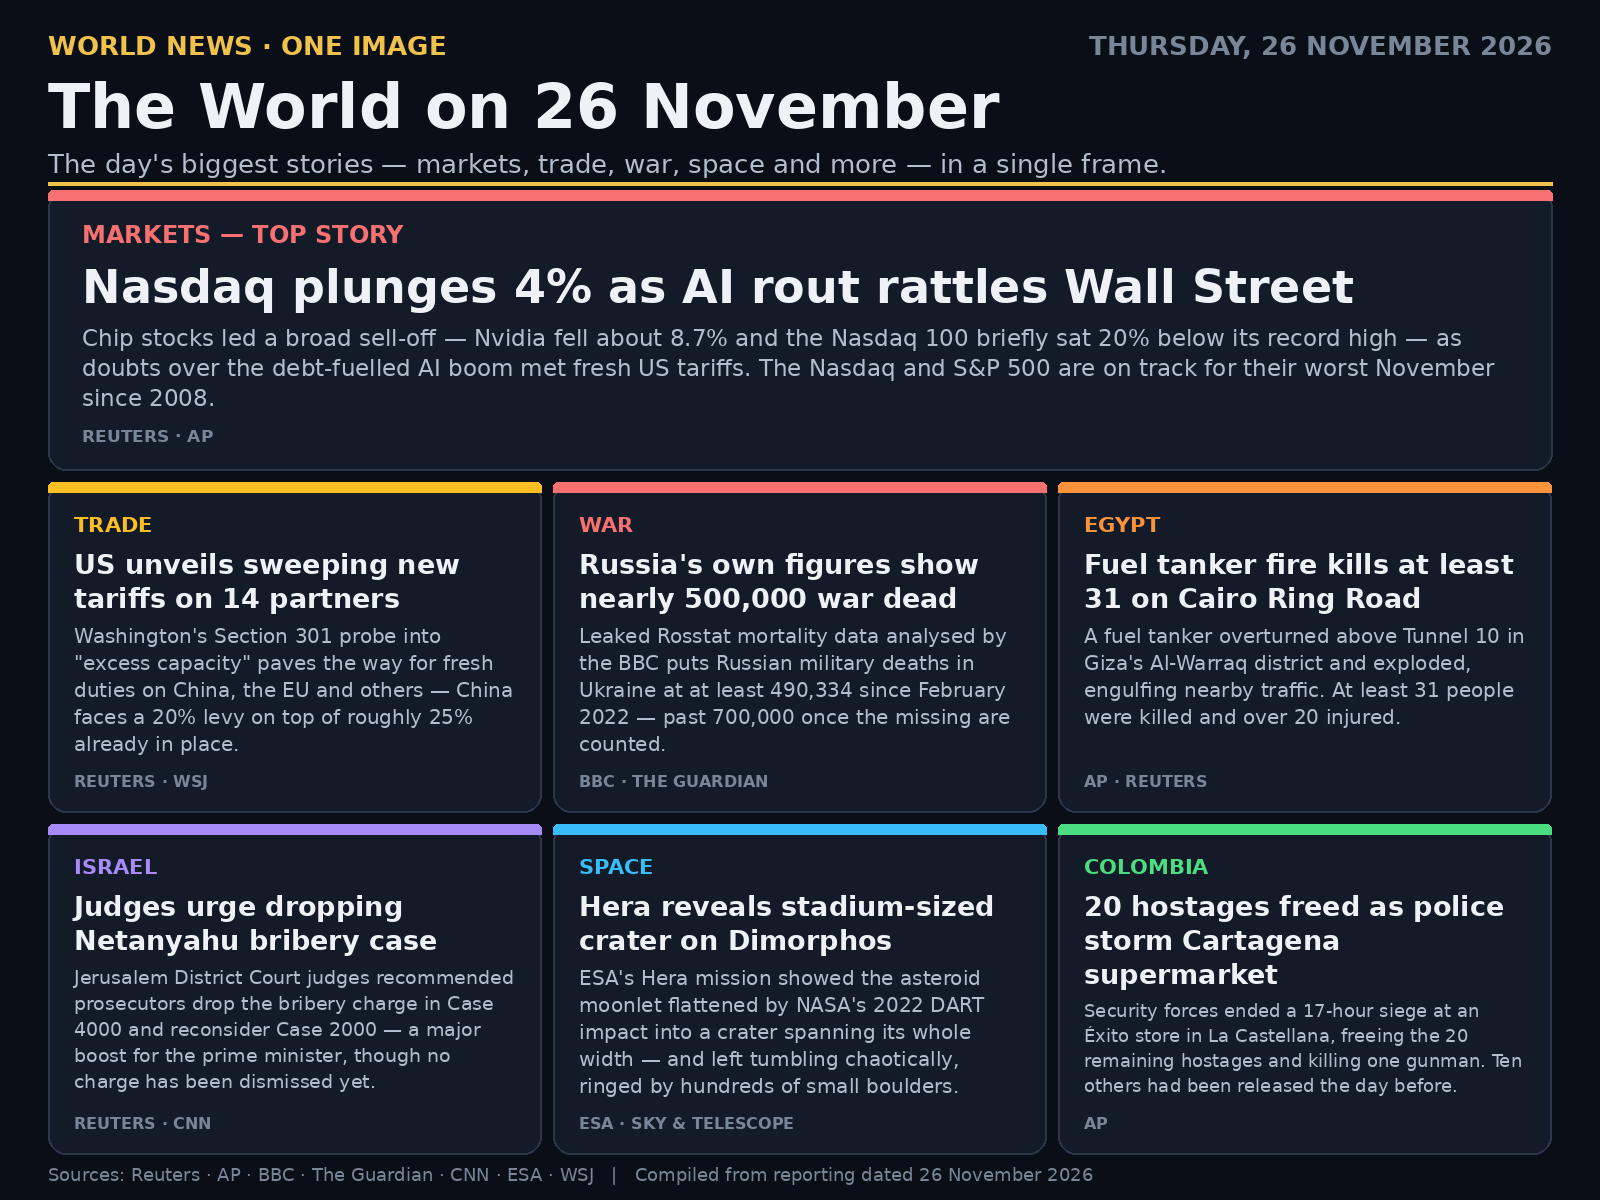 WORLD NEWS · ONE IMAGE
THURSDAY, 26 NOVEMBER 2026
The World on 26 November
The day's biggest stories — markets, trade, war, space and more — in a single frame.
MARKETS — TOP STORY
Nasdaq plunges 4% as AI rout rattles Wall Street
Chip stocks led a broad sell-off — Nvidia fell about 8.7% and the Nasdaq 100 briefly sat 20% below its record high — as
doubts over the debt-fuelled AI boom met fresh US tariffs. The Nasdaq and S&P 500 are on track for their worst November
since 2008.
REUTERS · AP
TRADE
US unveils sweeping new
tariffs on 14 partners
Washington's Section 301 probe into
"excess capacity" paves the way for fresh
duties on China, the EU and others — China
faces a 20% levy on top of roughly 25%
already in place.
REUTERS · WSJ
WAR
Russia's own figures show
nearly 500,000 war dead
Leaked Rosstat mortality data analysed by
the BBC puts Russian military deaths in
Ukraine at at least 490,334 since February
2022 — past 700,000 once the missing are
counted.
BBC · THE GUARDIAN
EGYPT
Fuel tanker fire kills at least
31 on Cairo Ring Road
A fuel tanker overturned above Tunnel 10 in
Giza's Al-Warraq district and exploded,
engulfing nearby traffic. At least 31 people
were killed and over 20 injured.
AP · REUTERS
ISRAEL
Judges urge dropping
Netanyahu bribery case
Jerusalem District Court judges recommended
prosecutors drop the bribery charge in Case
4000 and reconsider Case 2000 — a major
boost for the prime minister, though no
charge has been dismissed yet.
REUTERS · CNN
SPACE
Hera reveals stadium-sized
crater on Dimorphos
ESA's Hera mission showed the asteroid
moonlet flattened by NASA's 2022 DART
impact into a crater spanning its whole
width — and left tumbling chaotically,
ringed by hundreds of small boulders.
ESA · SKY & TELESCOPE
COLOMBIA
20 hostages freed as police
storm Cartagena
supermarket
Security forces ended a 17-hour siege at an
Éxito store in La Castellana, freeing the 20
remaining hostages and killing one gunman. Ten
others had been released the day before.
AP
Sources: Reuters · AP · BBC · The Guardian · CNN · ESA · WSJ | Compiled from reporting dated 26 November 2026